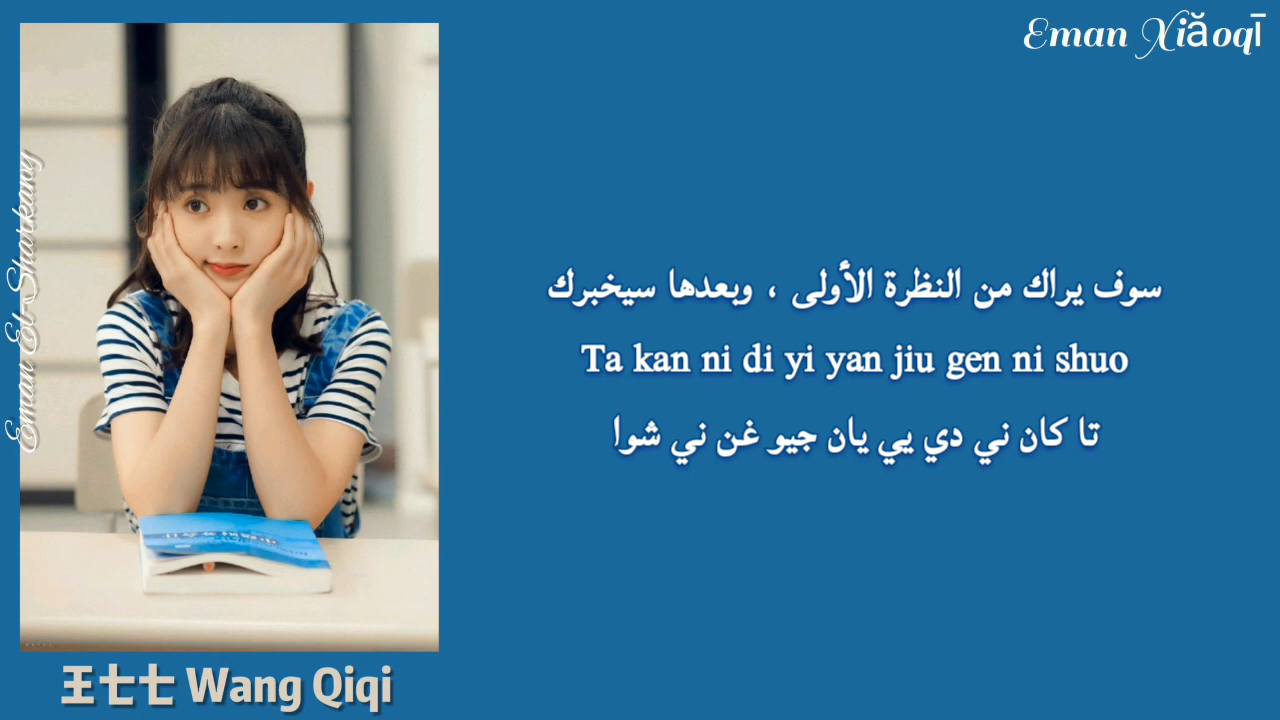 Eman Xiǎoqī
Eman El-Sharkawy
سوف يراك من النظرة الأولى ، وبعدها سيخبرك
Ta kan ni di yi yan jiu gen ni shuo
تا كان ني دي يي يان جيو غن ني شوا
王七七 Wang Qiqi